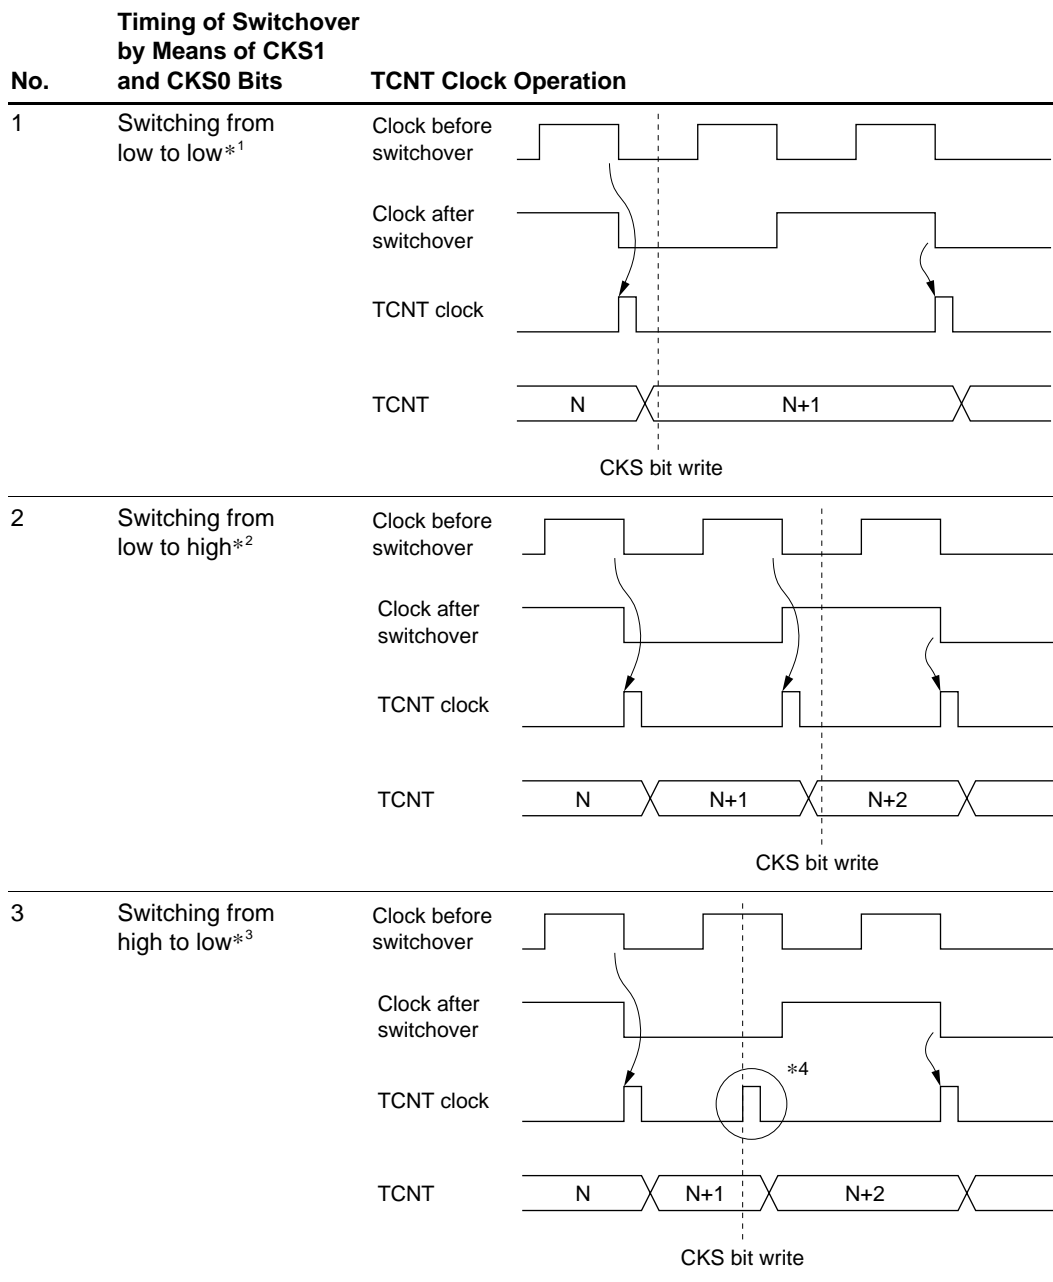 Timing of Switchover
by Means of CKS1
No. and CKS0 Bits TCNT Clock Operation
1 Switching from
low to low*1
Clock before
switchover
Clock after
switchover
TCNT clock
TCNT N N+1
CKS bit write
2 Switching from
low to high*2
Clock before
switchover
Clock after
switchover
TCNT clock
TCNT N N+1 N+2
CKS bit write
3 Switching from
high to low*3
Clock before
switchover
Clock after
switchover
*4
TCNT clock
TCNT N N+1 N+2
CKS bit write